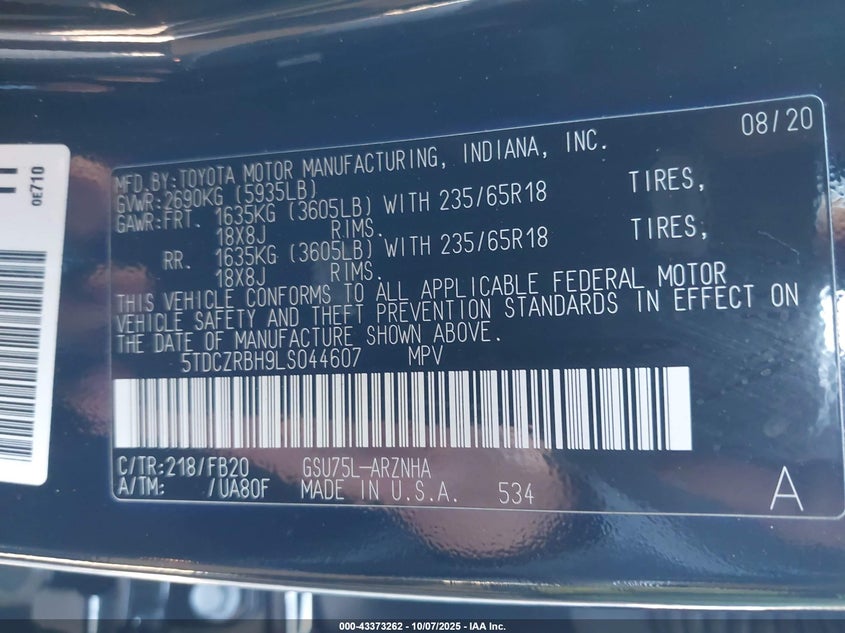 08/20
MFD.BY:TOYOTA MOTOR MANUFACTURING, INDIANA, INC.
GVWR:2690KG (5935LB)
GAWR:FRT. 1635KG (3605LB) WITH 235/65R18 TIRES,
18X8J RIMS.
RR. 1635KG (3605LB) WITH 235/65R18 TIRES,
18X8J RIMS.
THIS VEHICLE CONFORMS TO ALL APPLICABLE FEDERAL MOTOR
VEHICLE SAFETY AND THEFT PREVENTION STANDARDS IN EFFECT ON
THE DATE OF MANUFACTURE SHOWN ABOVE.
5TDCZRBH9LS044607 MPV
C/TR:218/FB20 GSU75L-ARZNHA
A/TM: /UA80F MADE IN U.S.A. 534
A
0E710
000-43373262 - 10/07/2025 - IAA Inc.